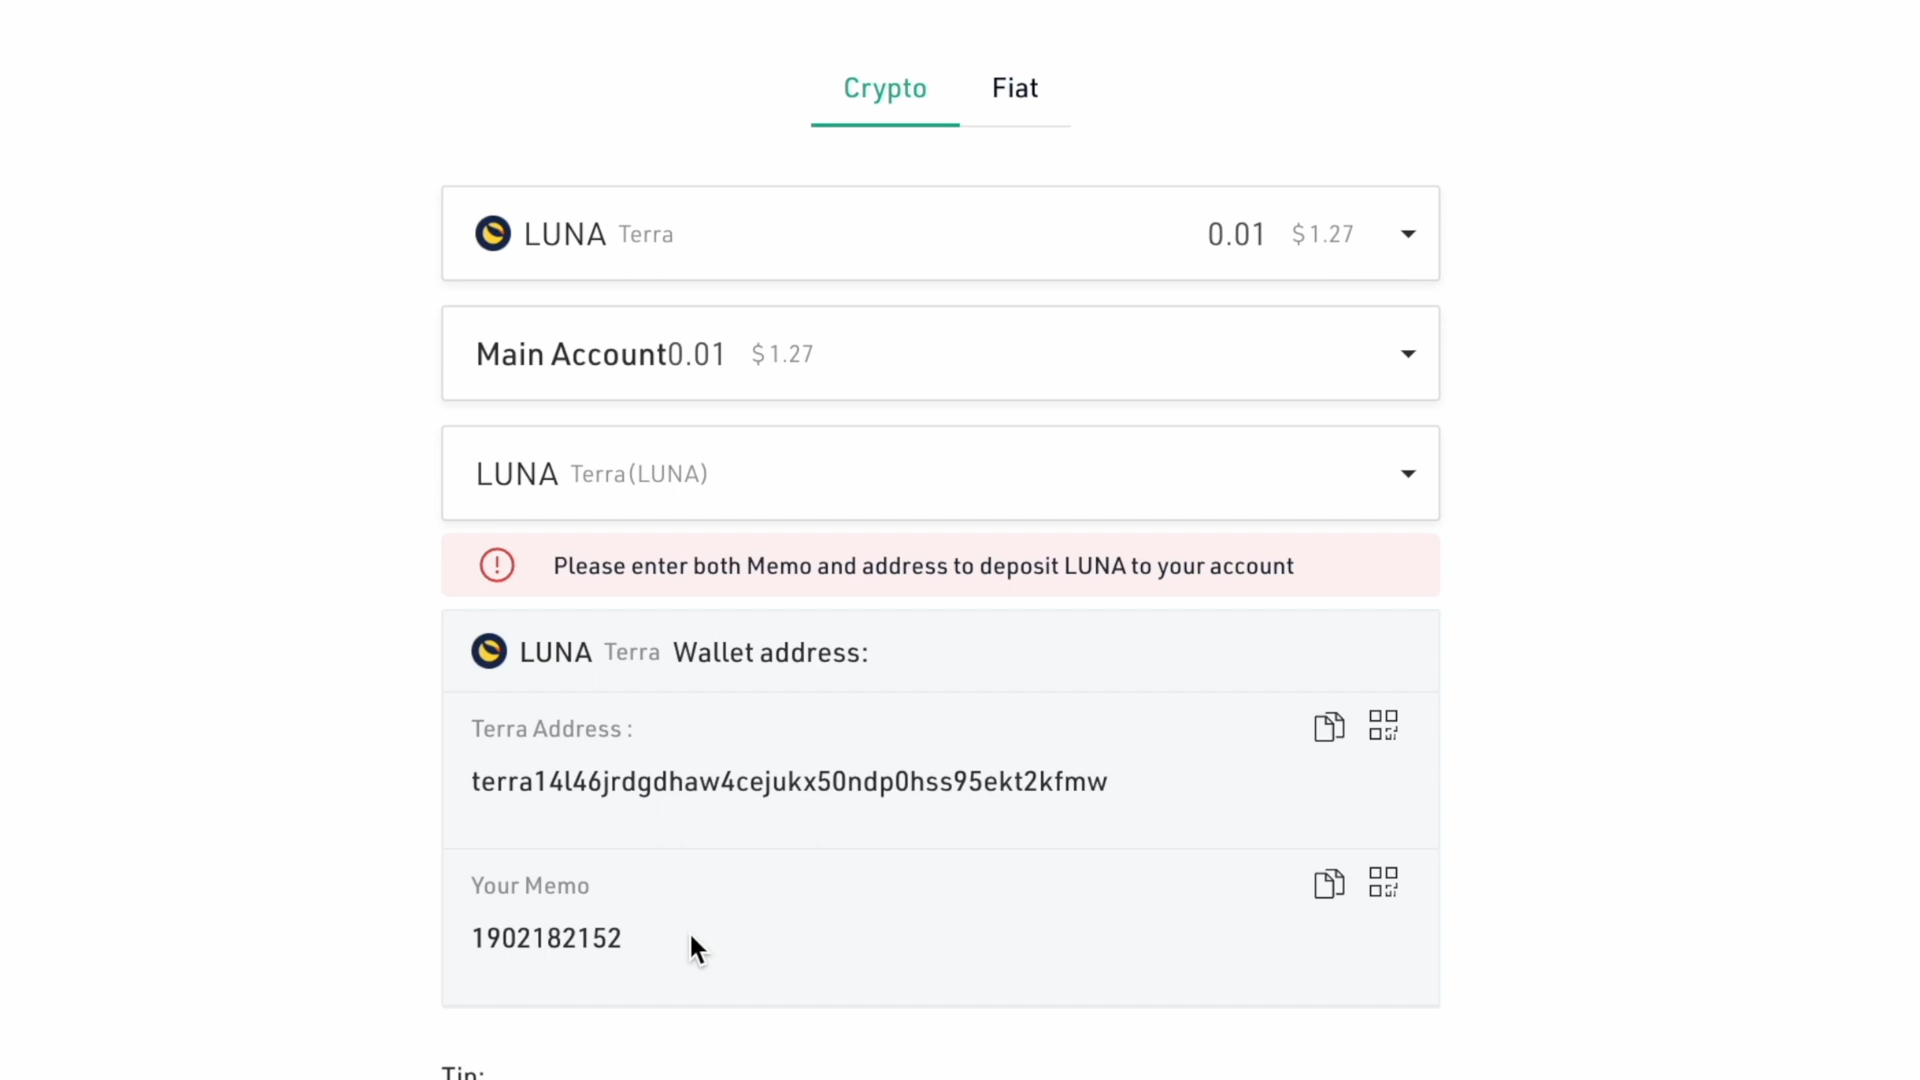 Crypto Fiat
LUNA Terra 0.01 $1.27
Main Account0.01 $1.27
LUNA Terra(LUNA)
Please enter both Memo and address to deposit LUNA to your account
LUNA Terra Wallet address:
Terra Address :
terra14l46jrdgdhaw4cejukx50ndp0hss95ekt2kfmw
Your Memo
1902182152
Tip: